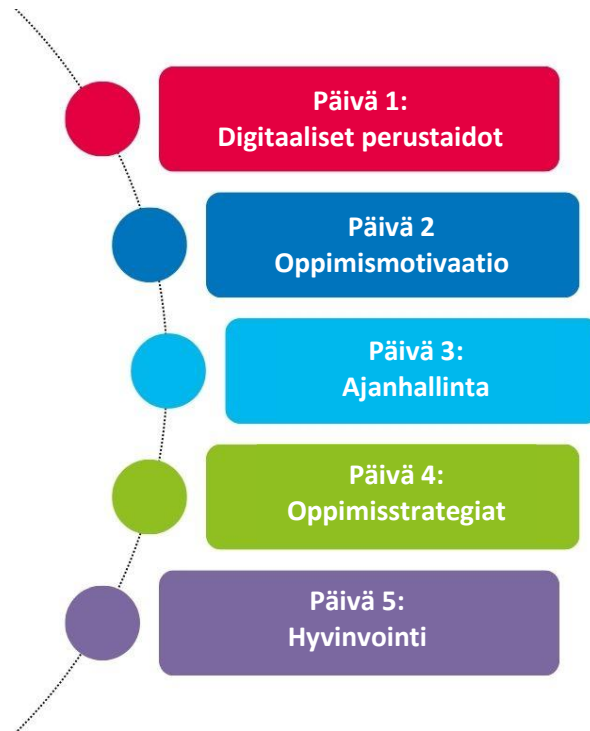 Päivä 1:
Digitaaliset perustaidot
Päivä 2
Oppimismotivaatio
Päivä 3:
Ajanhallinta
Päivä 4:
Oppimisstrategiat
Päivä 5:
Hyvinvointi